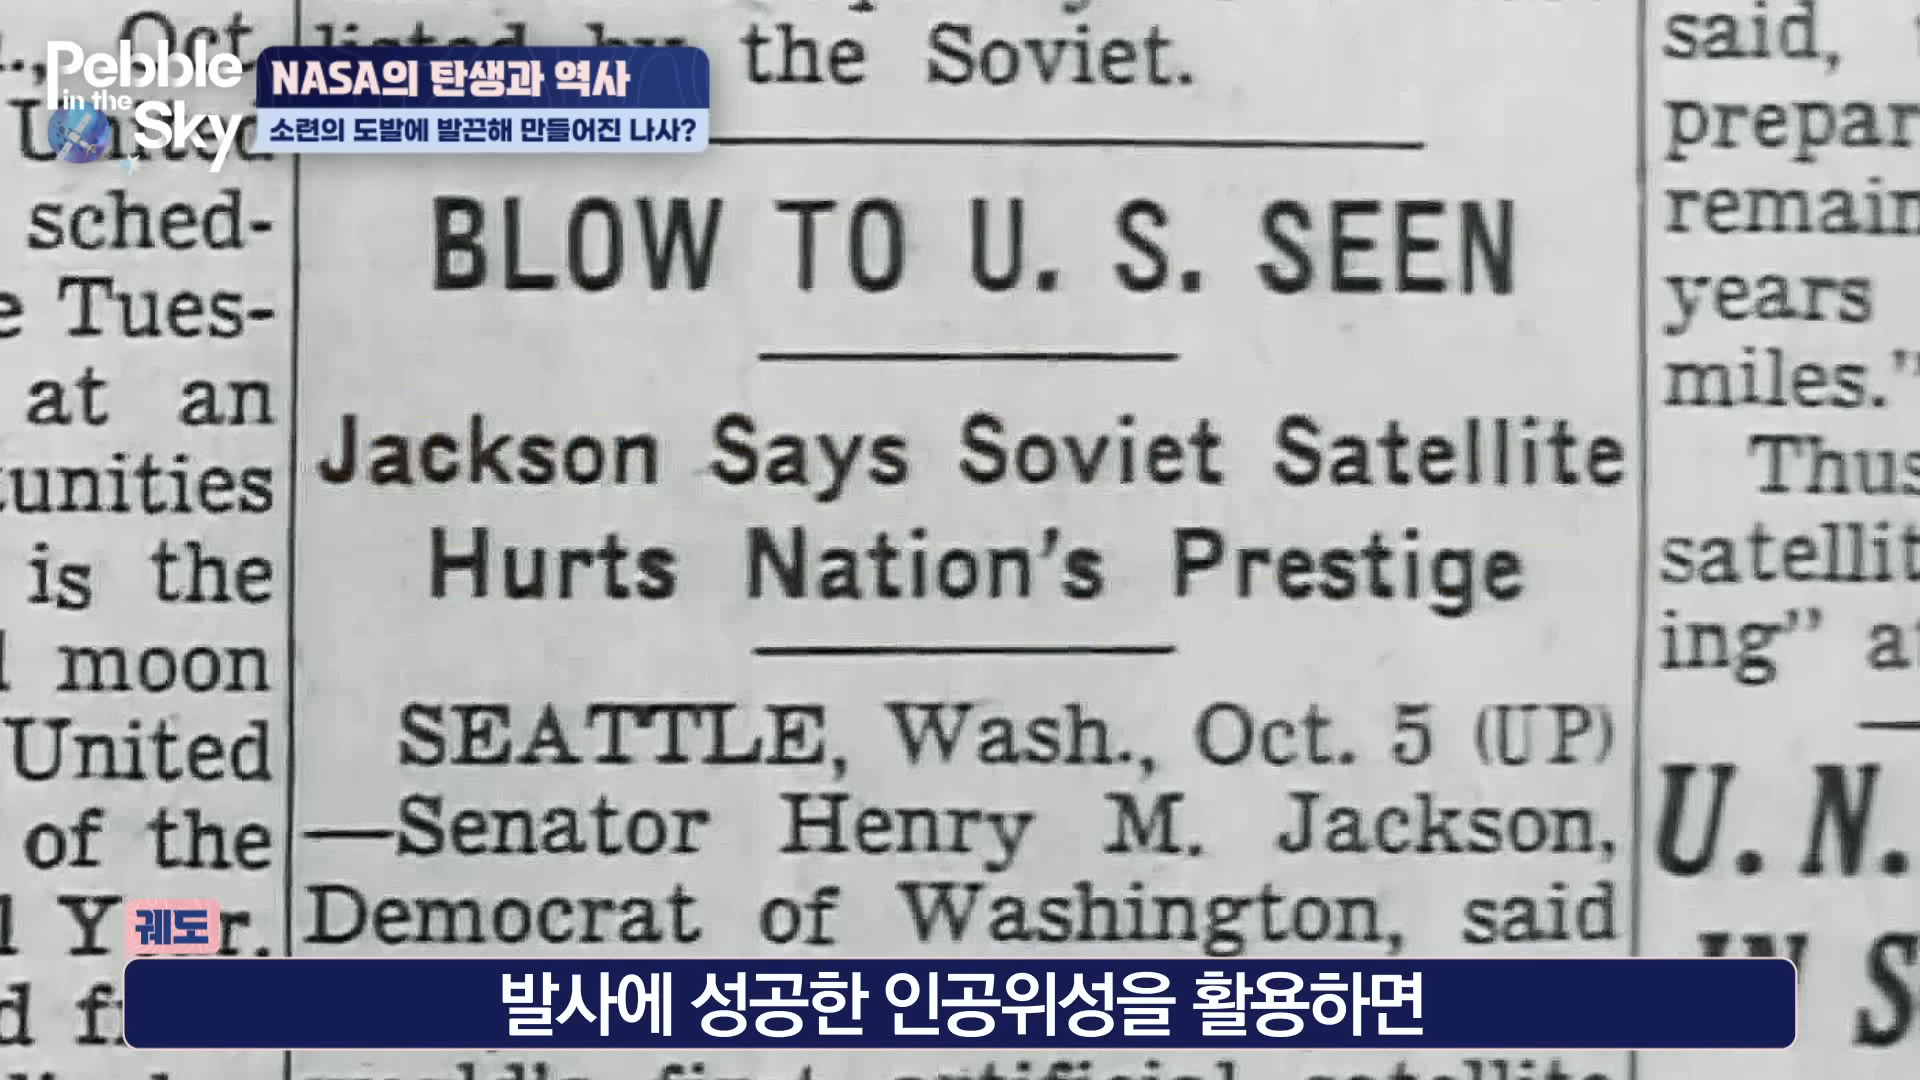 Pebble
in the
Sky
NASA의 탄생과 역사
소련의 도발에 발끈해 만들어진 나사?
Oct
United
sched-
Tues-
at an
is the
moon
United
of the
the Soviet.
BLOW TO U. S. SEEN
Jackson Says Soviet Satellite
Hurts Nation's Prestige
SEATTLE, Wash., Oct. 5 (UP)
—Senator Henry M. Jackson,
Democrat of Washington, said
said,
years
miles."
Thus
ing"
U. N.
궤도
발사에 성공한 인공위성을 활용하면